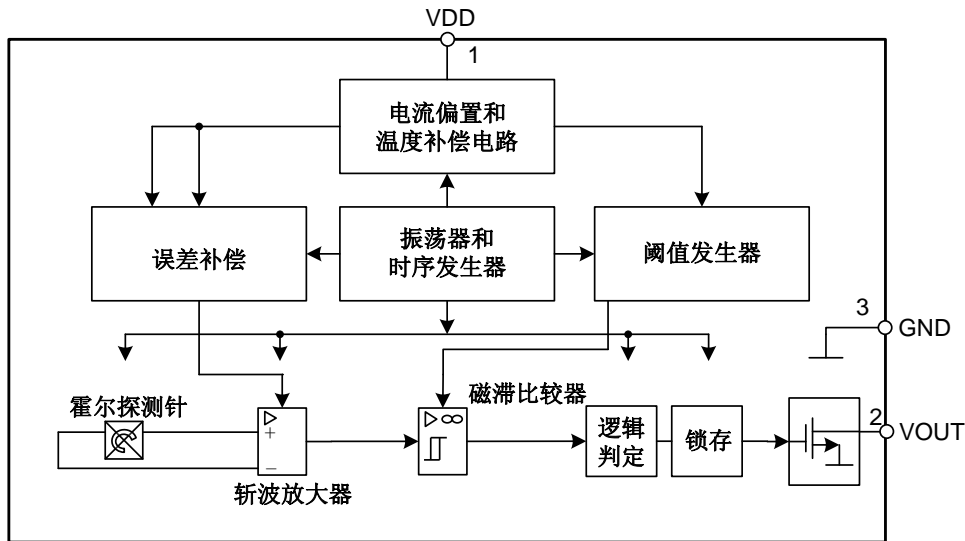 VDD
1
电流偏置和
温度补偿电路
误差补偿
振荡器和
时序发生器
阈值发生器
3
GND
霍尔探测针
+
−
斩波放大器
磁滞比较器
∞
逻辑
判定
锁存
2
VOUT